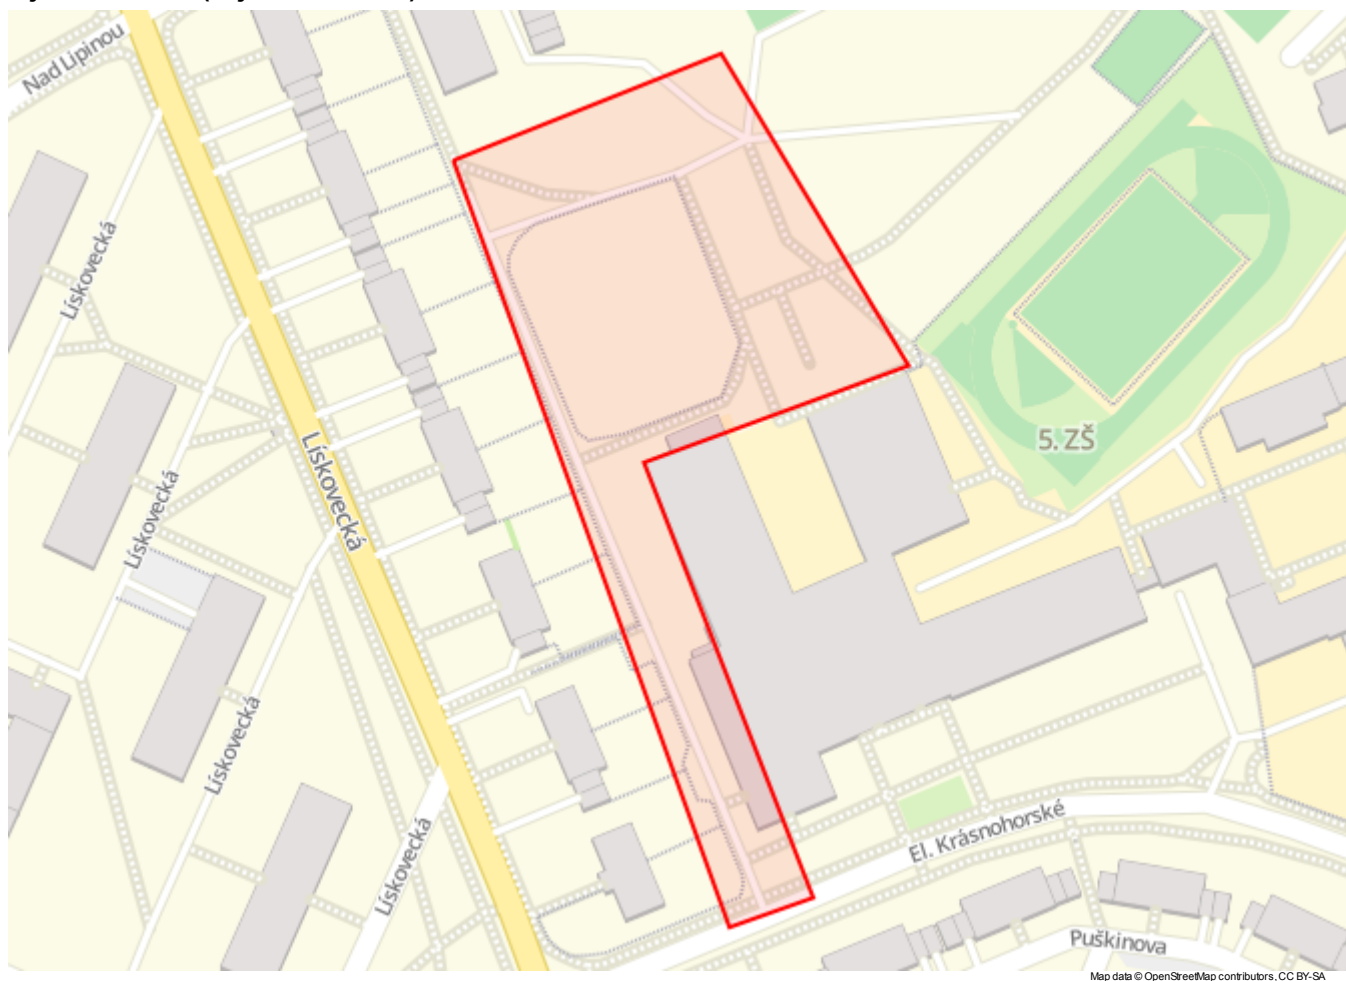 Nad Lipinou
Lískovecká
Lískovecká
Lískovecká
Lískovecká
Lískovecká
5. ZŠ
El. Krásnohorské
Puškinova
Map data © OpenStreetMap contributors, CC BY-SA